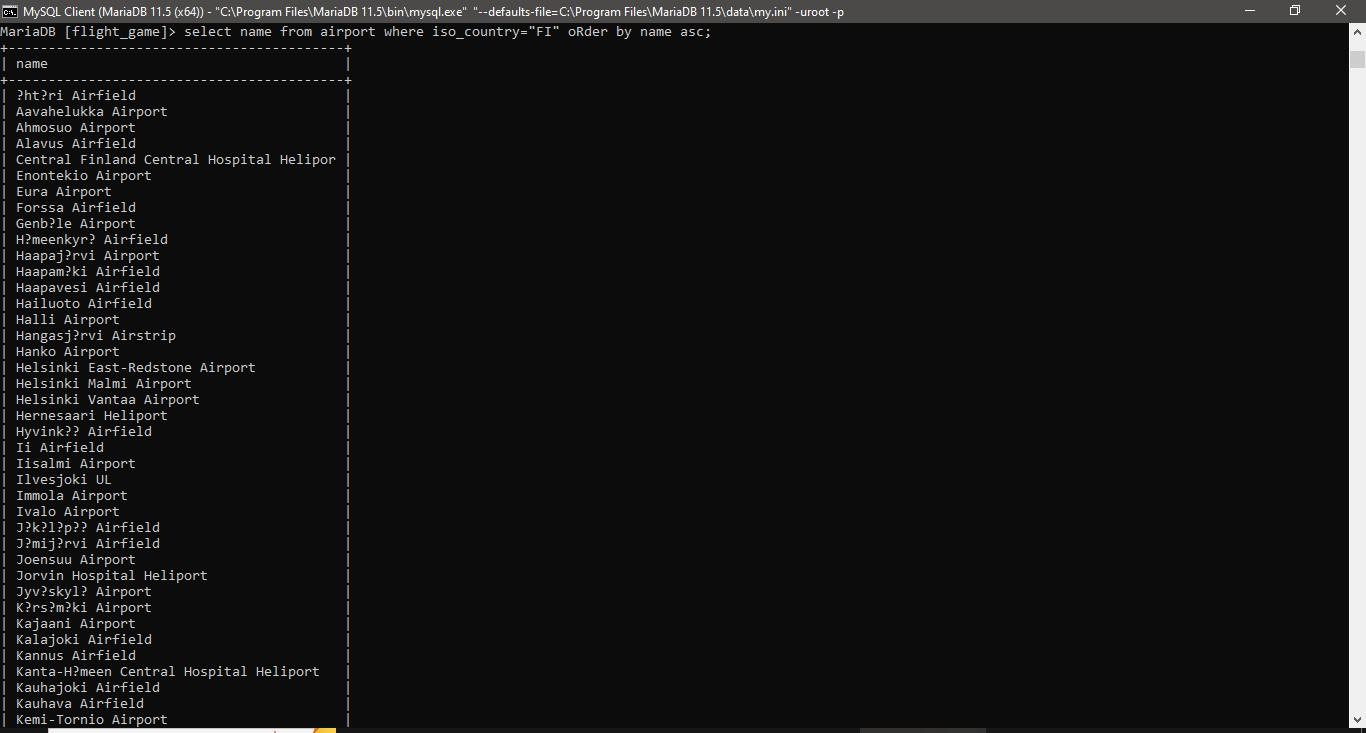 MySQL Client (MariaDB 11.5 (x64)) - "C:\Program Files\MariaDB 11.5\bin\mysql.exe" "--defaults-file=C:\Program Files\MariaDB 11.5\data\my.ini" -uroot -p
MariaDB [flight_game]> select name from airport where iso_country="FI" oRder by name asc;
+------------------------------------------+
| name |
+------------------------------------------+
| ?ht?ri Airfield |
| Aavahelukka Airport |
| Ahmosuo Airport |
| Alavus Airfield |
| Central Finland Central Hospital Helipor |
| Enontekio Airport |
| Eura Airport |
| Forssa Airfield |
| Genb?le Airport |
| H?meenkyr? Airfield |
| Haapaj?rvi Airport |
| Haapam?ki Airfield |
| Haapavesi Airfield |
| Hailuoto Airfield |
| Halli Airport |
| Hangasj?rvi Airstrip |
| Hanko Airport |
| Helsinki East-Redstone Airport |
| Helsinki Malmi Airport |
| Helsinki Vantaa Airport |
| Hernesaari Heliport |
| Hyvink?? Airfield |
| Ii Airfield |
| Iisalmi Airport |
| Ilvesjoki UL |
| Immola Airport |
| Ivalo Airport |
| J?k?l?p?? Airfield |
| J?mij?rvi Airfield |
| Joensuu Airport |
| Jorvin Hospital Heliport |
| Jyv?skyl? Airport |
| K?rs?m?ki Airport |
| Kajaani Airport |
| Kalajoki Airfield |
| Kannus Airfield |
| Kanta-H?meen Central Hospital Heliport |
| Kauhajoki Airfield |
| Kauhava Airfield |
| Kemi-Tornio Airport |